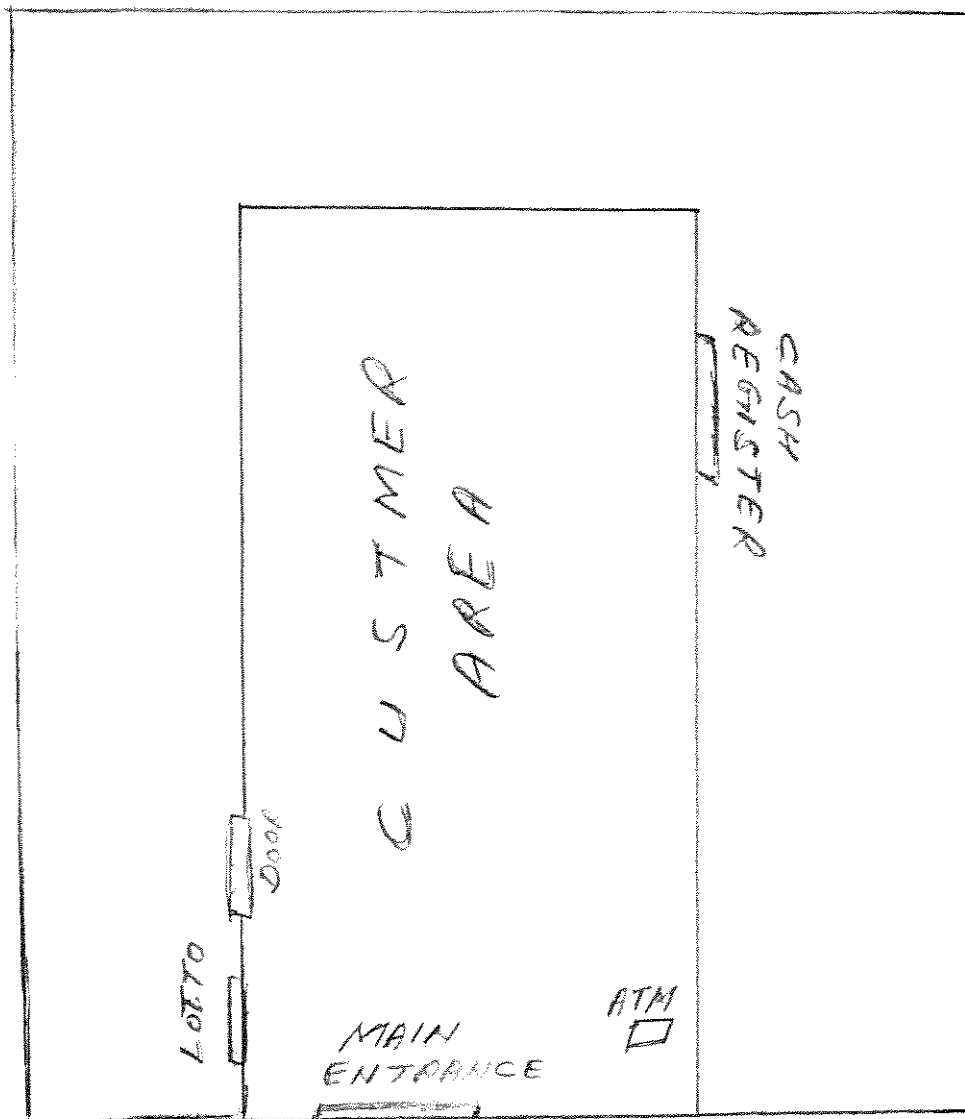 CASH
REGISTER
CUSTMER
AREA
DOOR
LOTTO
ATM
MAIN
ENTRANCE